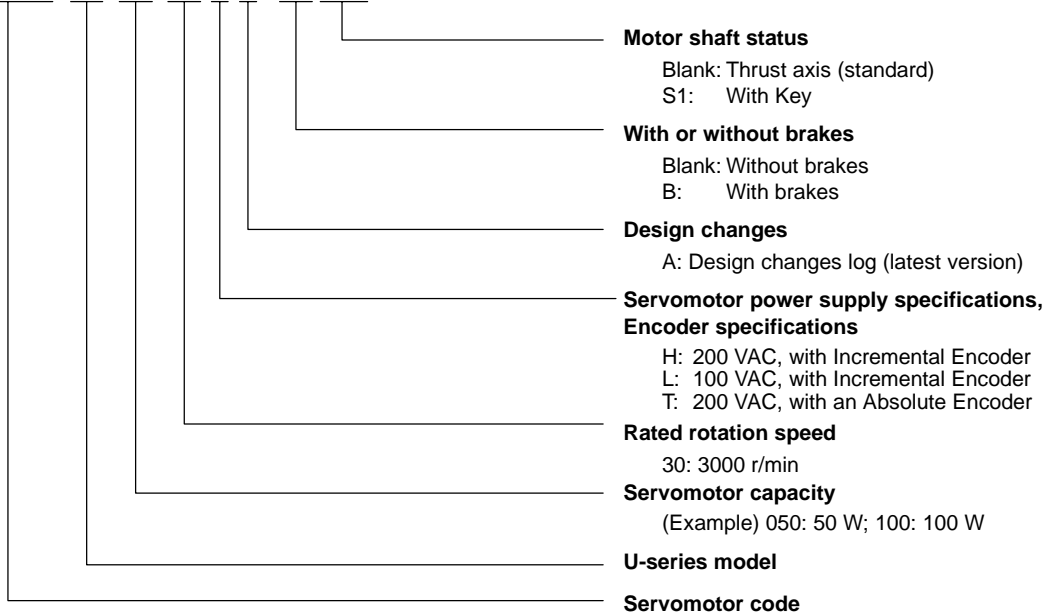 Motor shaft status
Blank: Thrust axis (standard)
S1: With Key
With or without brakes
Blank: Without brakes
B: With brakes
Design changes
A: Design changes log (latest version)
Servomotor power supply specifications,
Encoder specifications
H: 200 VAC, with Incremental Encoder
L: 100 VAC, with Incremental Encoder
T: 200 VAC, with an Absolute Encoder
Rated rotation speed
30: 3000 r/min
Servomotor capacity
(Example) 050: 50 W; 100: 100 W
U-series model
Servomotor code